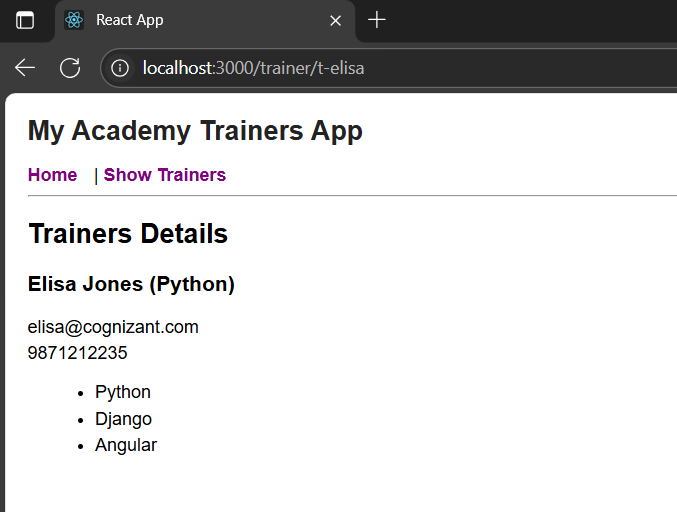 React App
localhost:3000/trainer/t-elisa
My Academy Trainers App
Home | Show Trainers
Trainers Details
Elisa Jones (Python)
elisa@cognizant.com
9871212235
• Python
• Django
• Angular